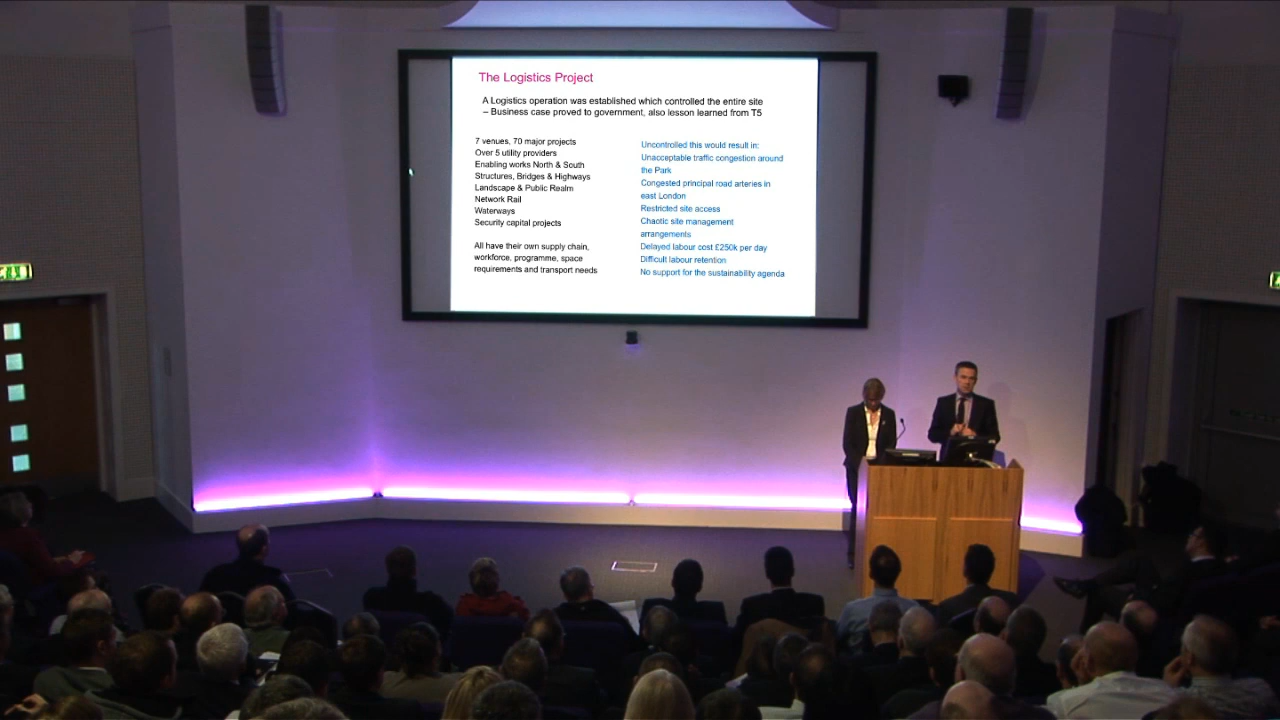 The Logistics Project
A Logistics operation was established which controlled the entire site
– Business case proved to government, also lesson learned from T5
7 venues, 70 major projects
Over 5 utility providers
Enabling works North & South
Structures, Bridges & Highways
Landscape & Public Realm
Network Rail
Waterways
Security capital projects
All have their own supply chain,
workforce, programme, space
requirements and transport needs
Uncontrolled this would result in:
Unacceptable traffic congestion around
the Park
Congested principal road arteries in
east London
Restricted site access
Chaotic site management
arrangements
Delayed labour cost £250k per day
Difficult labour retention
No support for the sustainability agenda